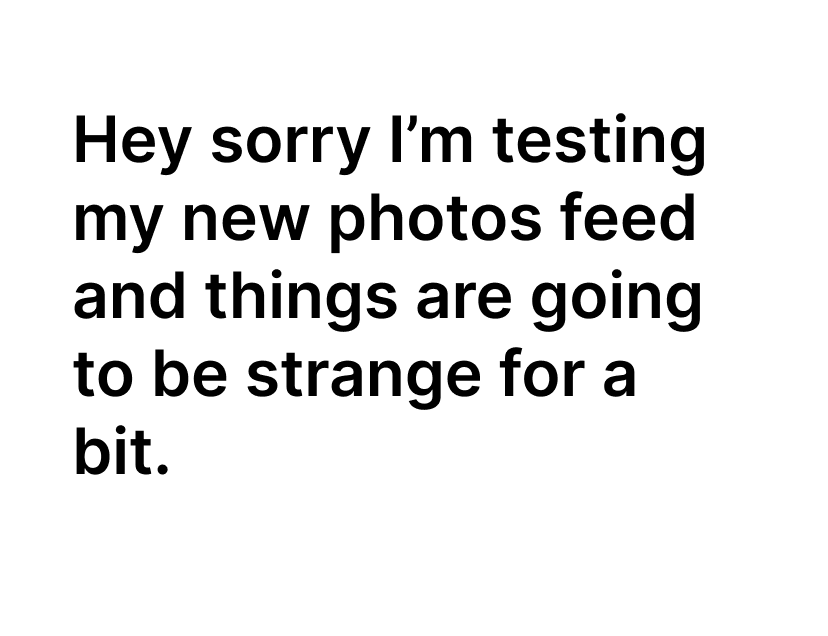 Hey sorry I’m testing
my new photos feed
and things are going
to be strange for a
bit.